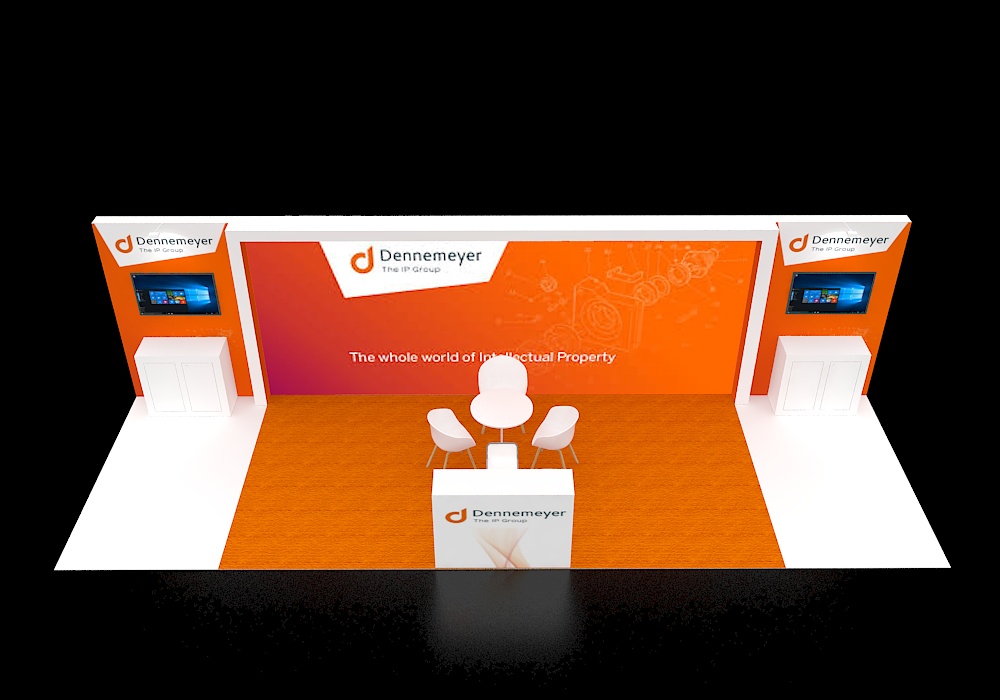 Dennemeyer
The IP Group
Dennemeyer
The IP Group
Dennemeyer
The IP Group
The whole world of Intellectual Property
Dennemeyer
The IP Group